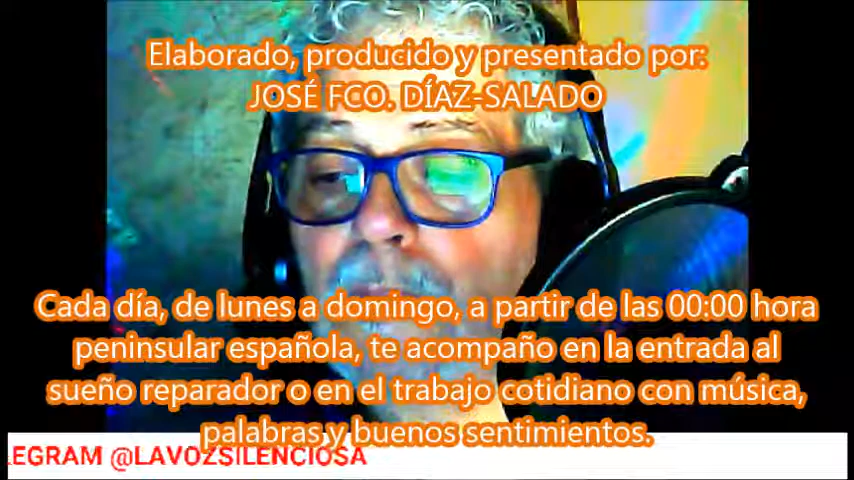 Elaborado, producido y presentado por:
JOSÉ FCO. DÍAZ-SALADO
Cada día, de lunes a domingo, a partir de las 00:00 hora
peninsular española, te acompaño en la entrada al
sueño reparador o en el trabajo cotidiano con música,
palabras y buenos sentimientos.
LEGRAM @LAVOZSILENCIOSA